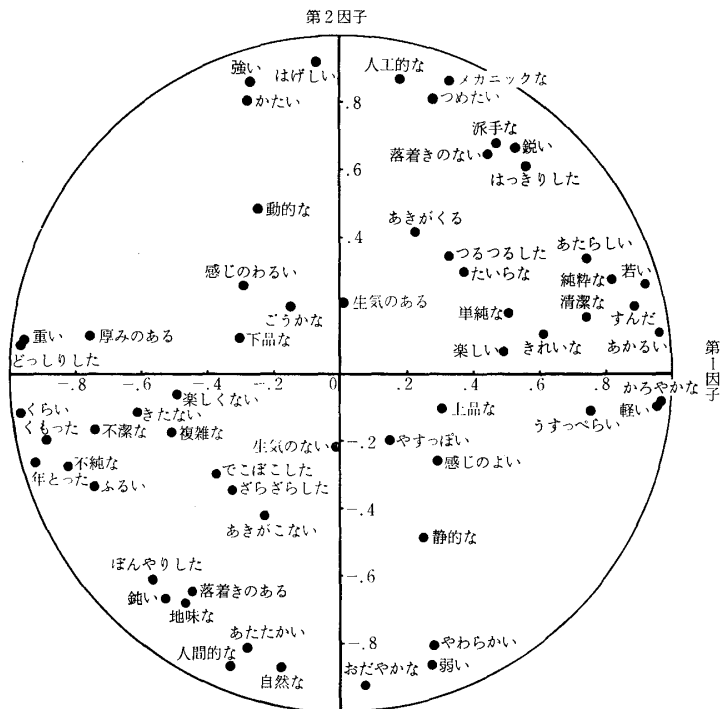 第2因子
強い
はげしい
人工的な
メカニックな
かたい
.8
つめたい
派手な
落着きのない
鋭い
.6
はっきりした
動的な
あきがくる
.4
つるつるした
あたらしい
感じのわるい
たいらな
純粋な
若い
ごうかな
生気のある
単純な
清潔な
すんだ
重い
厚みのある
下品な
楽しい
きれいな
あかるい
どっしりした
第1因子
-.8
-.6
-.4
-.2
0
.2
.4
.6
.8
かろやかな
楽しくない
くらい
きたない
上品な
軽い
うすっぺらい
くもった
不潔な
複雑な
生気のない
-.2
やすっぽい
年とった
不純な
でこぼこした
感じのよい
ふるい
ざらざらした
あきがこない
-.4
静的な
ぼんやりした
-.6
落着きのある
鈍い
地味な
あたたかい
-.8
やわらかい
人間的な
おだやかな
弱い
自然な